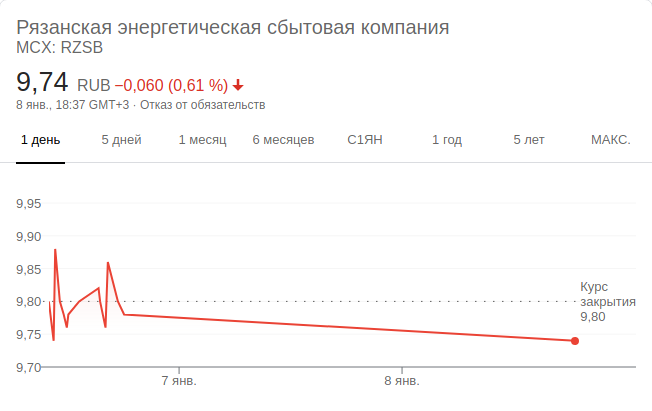 Рязанская энергетическая сбытовая компания
MCX: RZSB
9,74 RUB −0,060 (0,61 %)
8 янв., 18:37 GMT+3 · Отказ от обязательств
1 день 5 дней 1 месяц 6 месяцев С1ЯН 1 год 5 лет МАКС.
9,95
9,90
9,85
9,80
9,75
9,70
Курс
закрытия
9,80
7 янв. 8 янв.